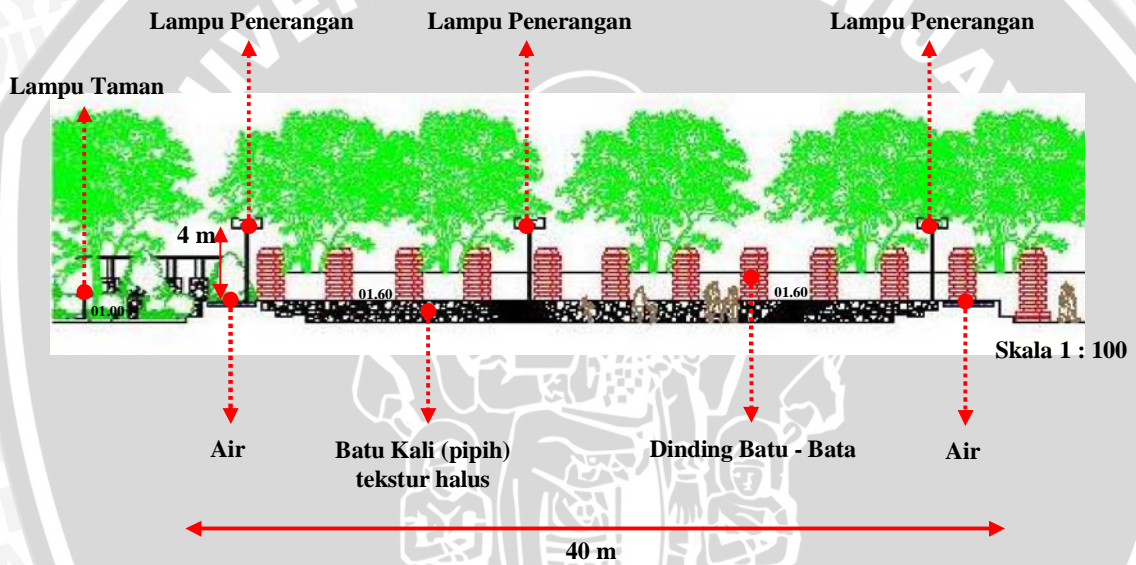 Lampu Penerangan Lampu Penerangan Lampu Penerangan
Lampu Taman
4 m
01.00 01.60 01.60
Skala 1 : 100
Air Batu Kali (pipih) Dinding Batu - Bata Air
tekstur halus
40 m